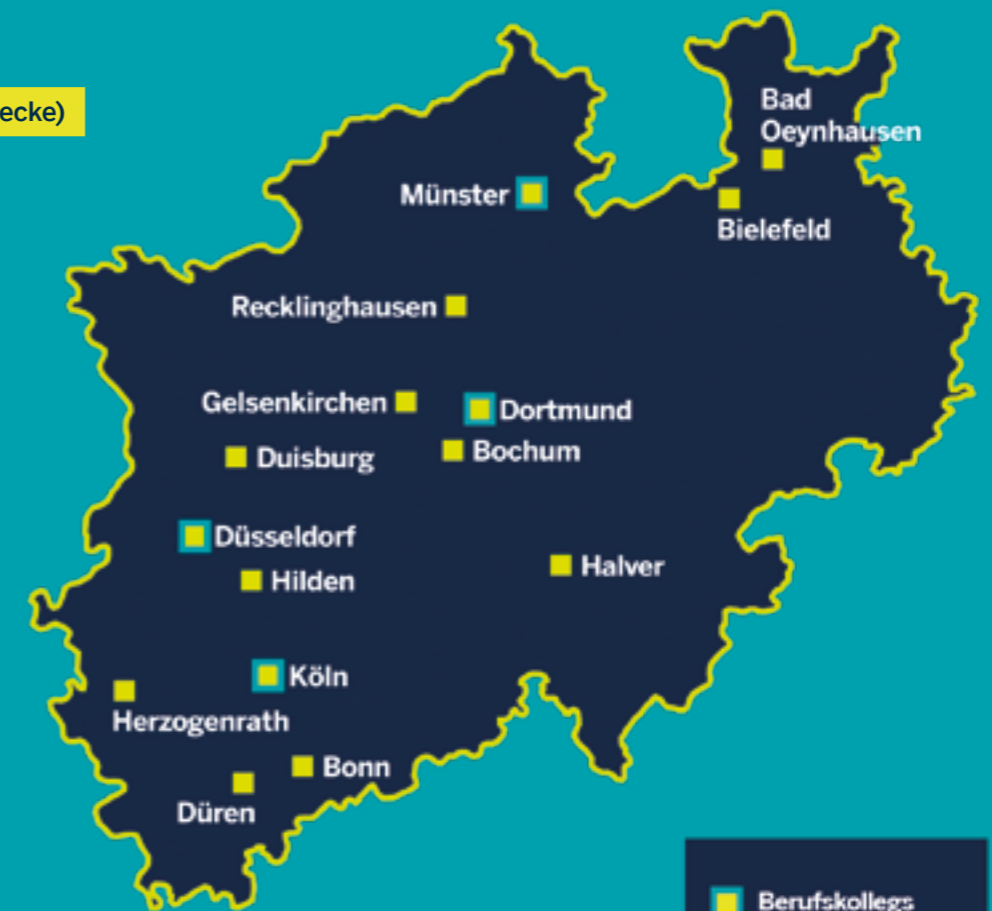 ecke)
Bad
Oeynhausen
Münster
Bielefeld
Recklinghausen
Gelsenkirchen
Dortmund
Duisburg
Bochum
Düsseldorf
Halver
Hilden
Köln
Herzogenrath
Bonn
Düren
Berufskollegs